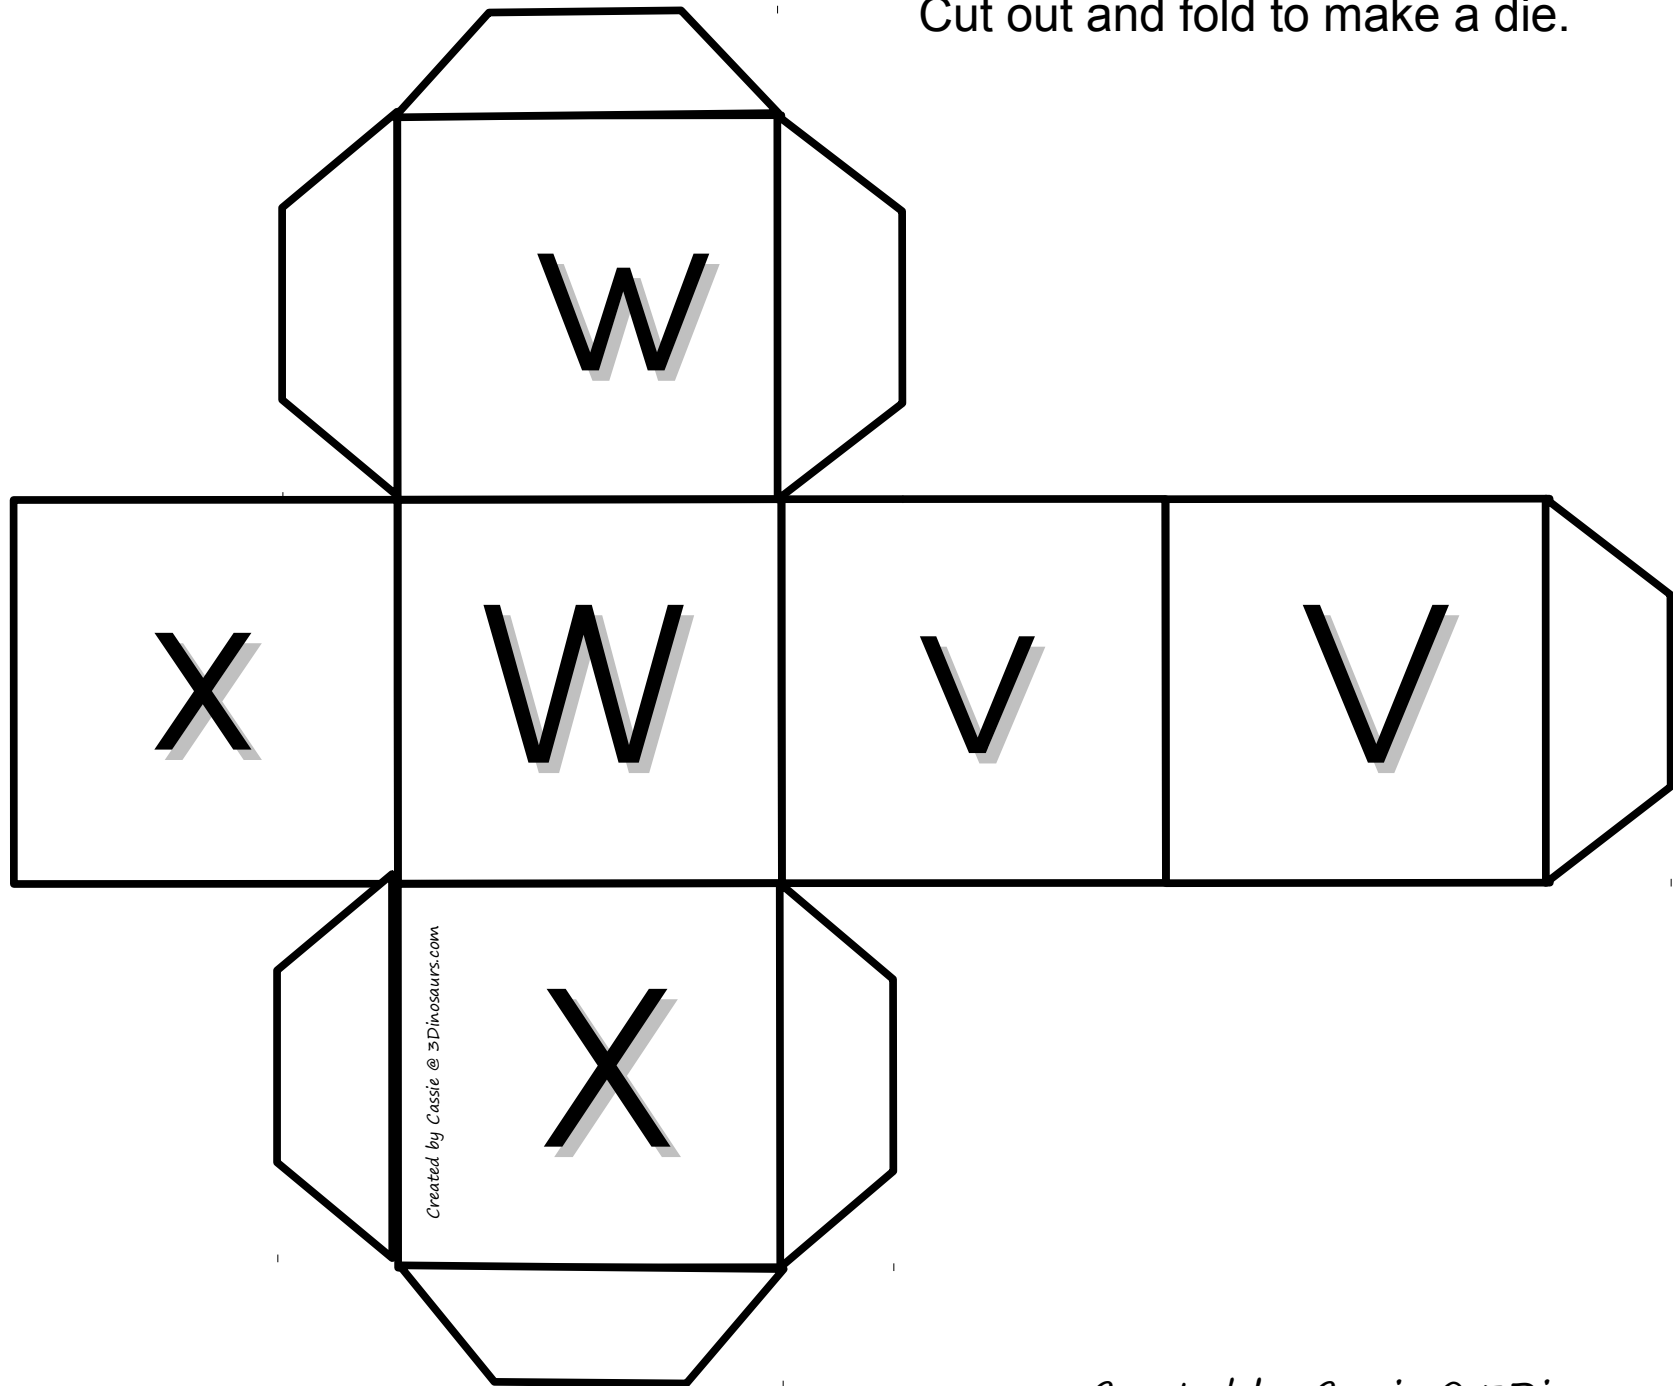 Cut out and fold to make a die.
w
x W v V
Created by Cassie @ 3Dinosaurs.com
X